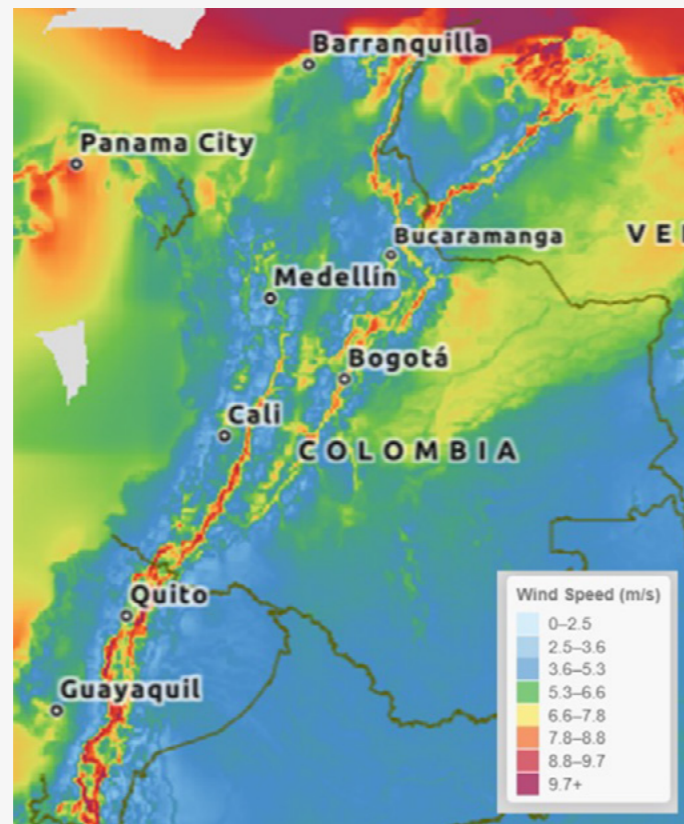 Barranquilla
Panama City
Bucaramanga
VE
Medellín
Bogotá
Cali
COLOMBIA
Quito
Guayaquil
Wind Speed (m/s)
0–2.5
2.5–3.6
3.6–5.3
5.3–6.6
6.6–7.8
7.8–8.8
8.8–9.7
9.7+